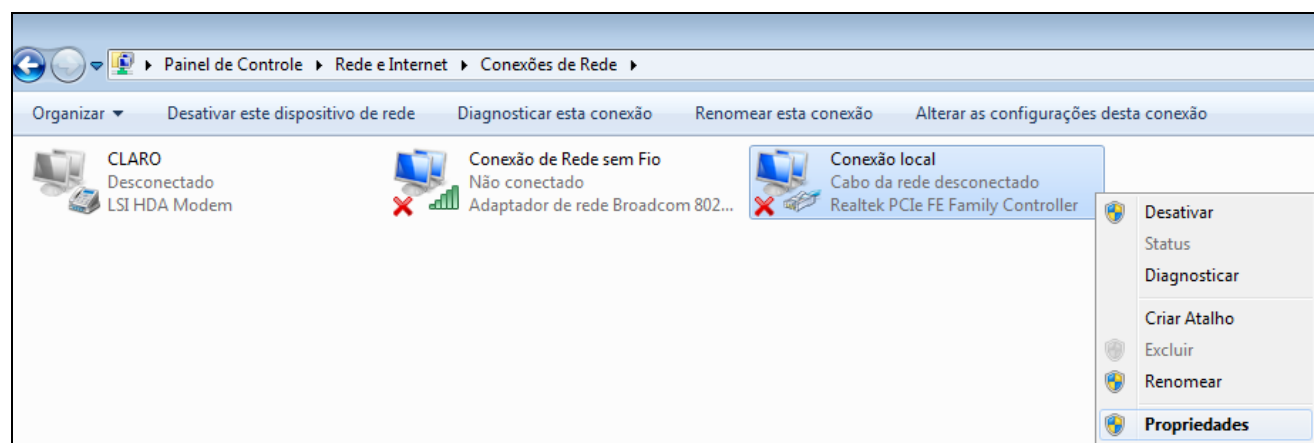 Painel de Controle Rede e Internet Conexões de Rede
Organizar Desativar este dispositivo de rede Diagnosticar esta conexão Renomear esta conexão Alterar as configurações desta conexão
CLARO
Desconectado
LSI HDA Modem
Conexão de Rede sem Fio
Não conectado
Adaptador de rede Broadcom 802...
Conexão local
Cabo da rede desconectado
Realtek PCIe FE Family Controller
Desativar
Status
Diagnosticar
Criar Atalho
Excluir
Renomear
Propriedades